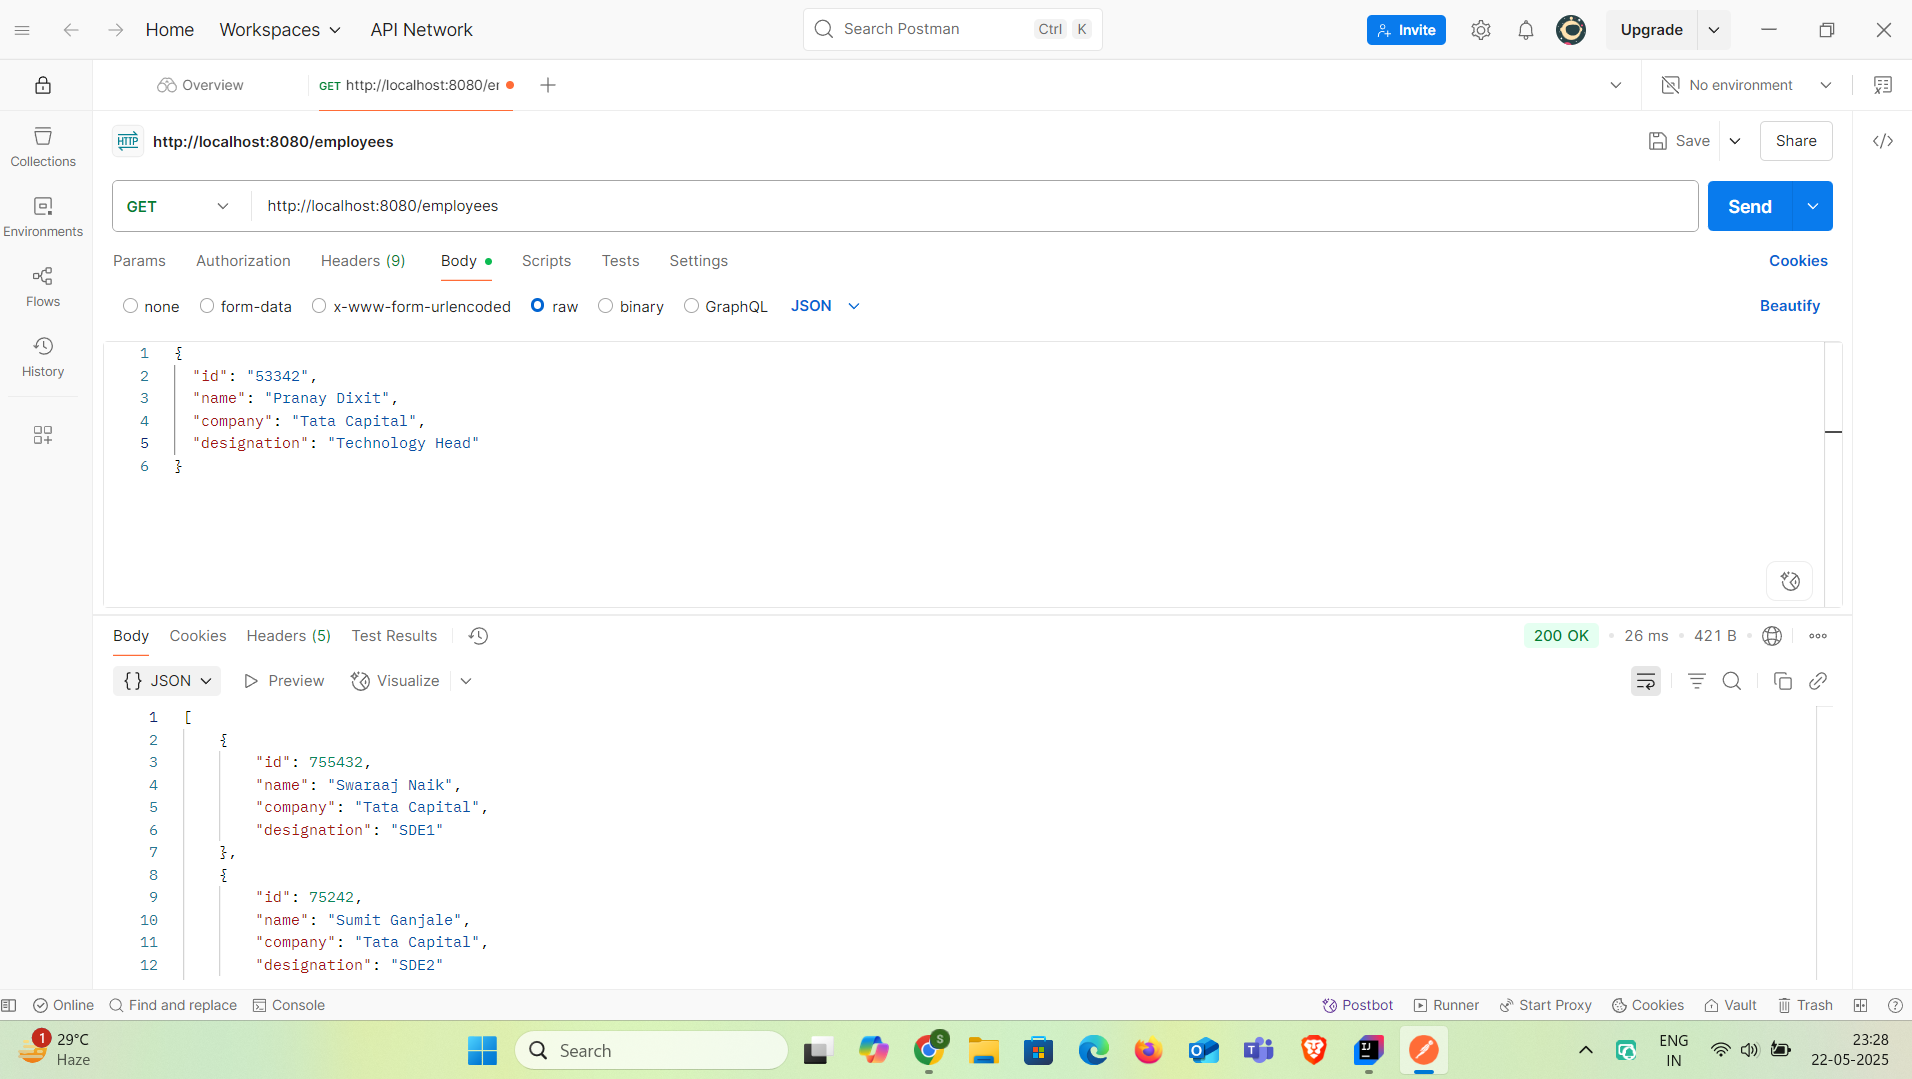 Home Workspaces API Network Search Postman Ctrl K Invite Upgrade
Overview GET http://localhost:8080/er No environment
HTTP http://localhost:8080/employees Save Share
GET http://localhost:8080/employees Send
Params Authorization Headers (9) Body Scripts Tests Settings Cookies
none form-data x-www-form-urlencoded raw binary GraphQL JSON Beautify
Collections
Environments
Flows
History
1 {
2 "id": "53342",
3 "name": "Pranay Dixit",
4 "company": "Tata Capital",
5 "designation": "Technology Head"
6 }
Body Cookies Headers (5) Test Results 200 OK 26 ms 421 B
{} JSON Preview Visualize
1 [
2 {
3 "id": 755432,
4 "name": "Swaraaj Naik",
5 "company": "Tata Capital",
6 "designation": "SDE1"
7 },
8 {
9 "id": 75242,
10 "name": "Sumit Ganjale",
11 "company": "Tata Capital",
12 "designation": "SDE2"
Online Find and replace Console Postbot Runner Start Proxy Cookies Vault Trash
1 29°C
Haze
Search
S
IJ
ENG
IN
23:28
22-05-2025